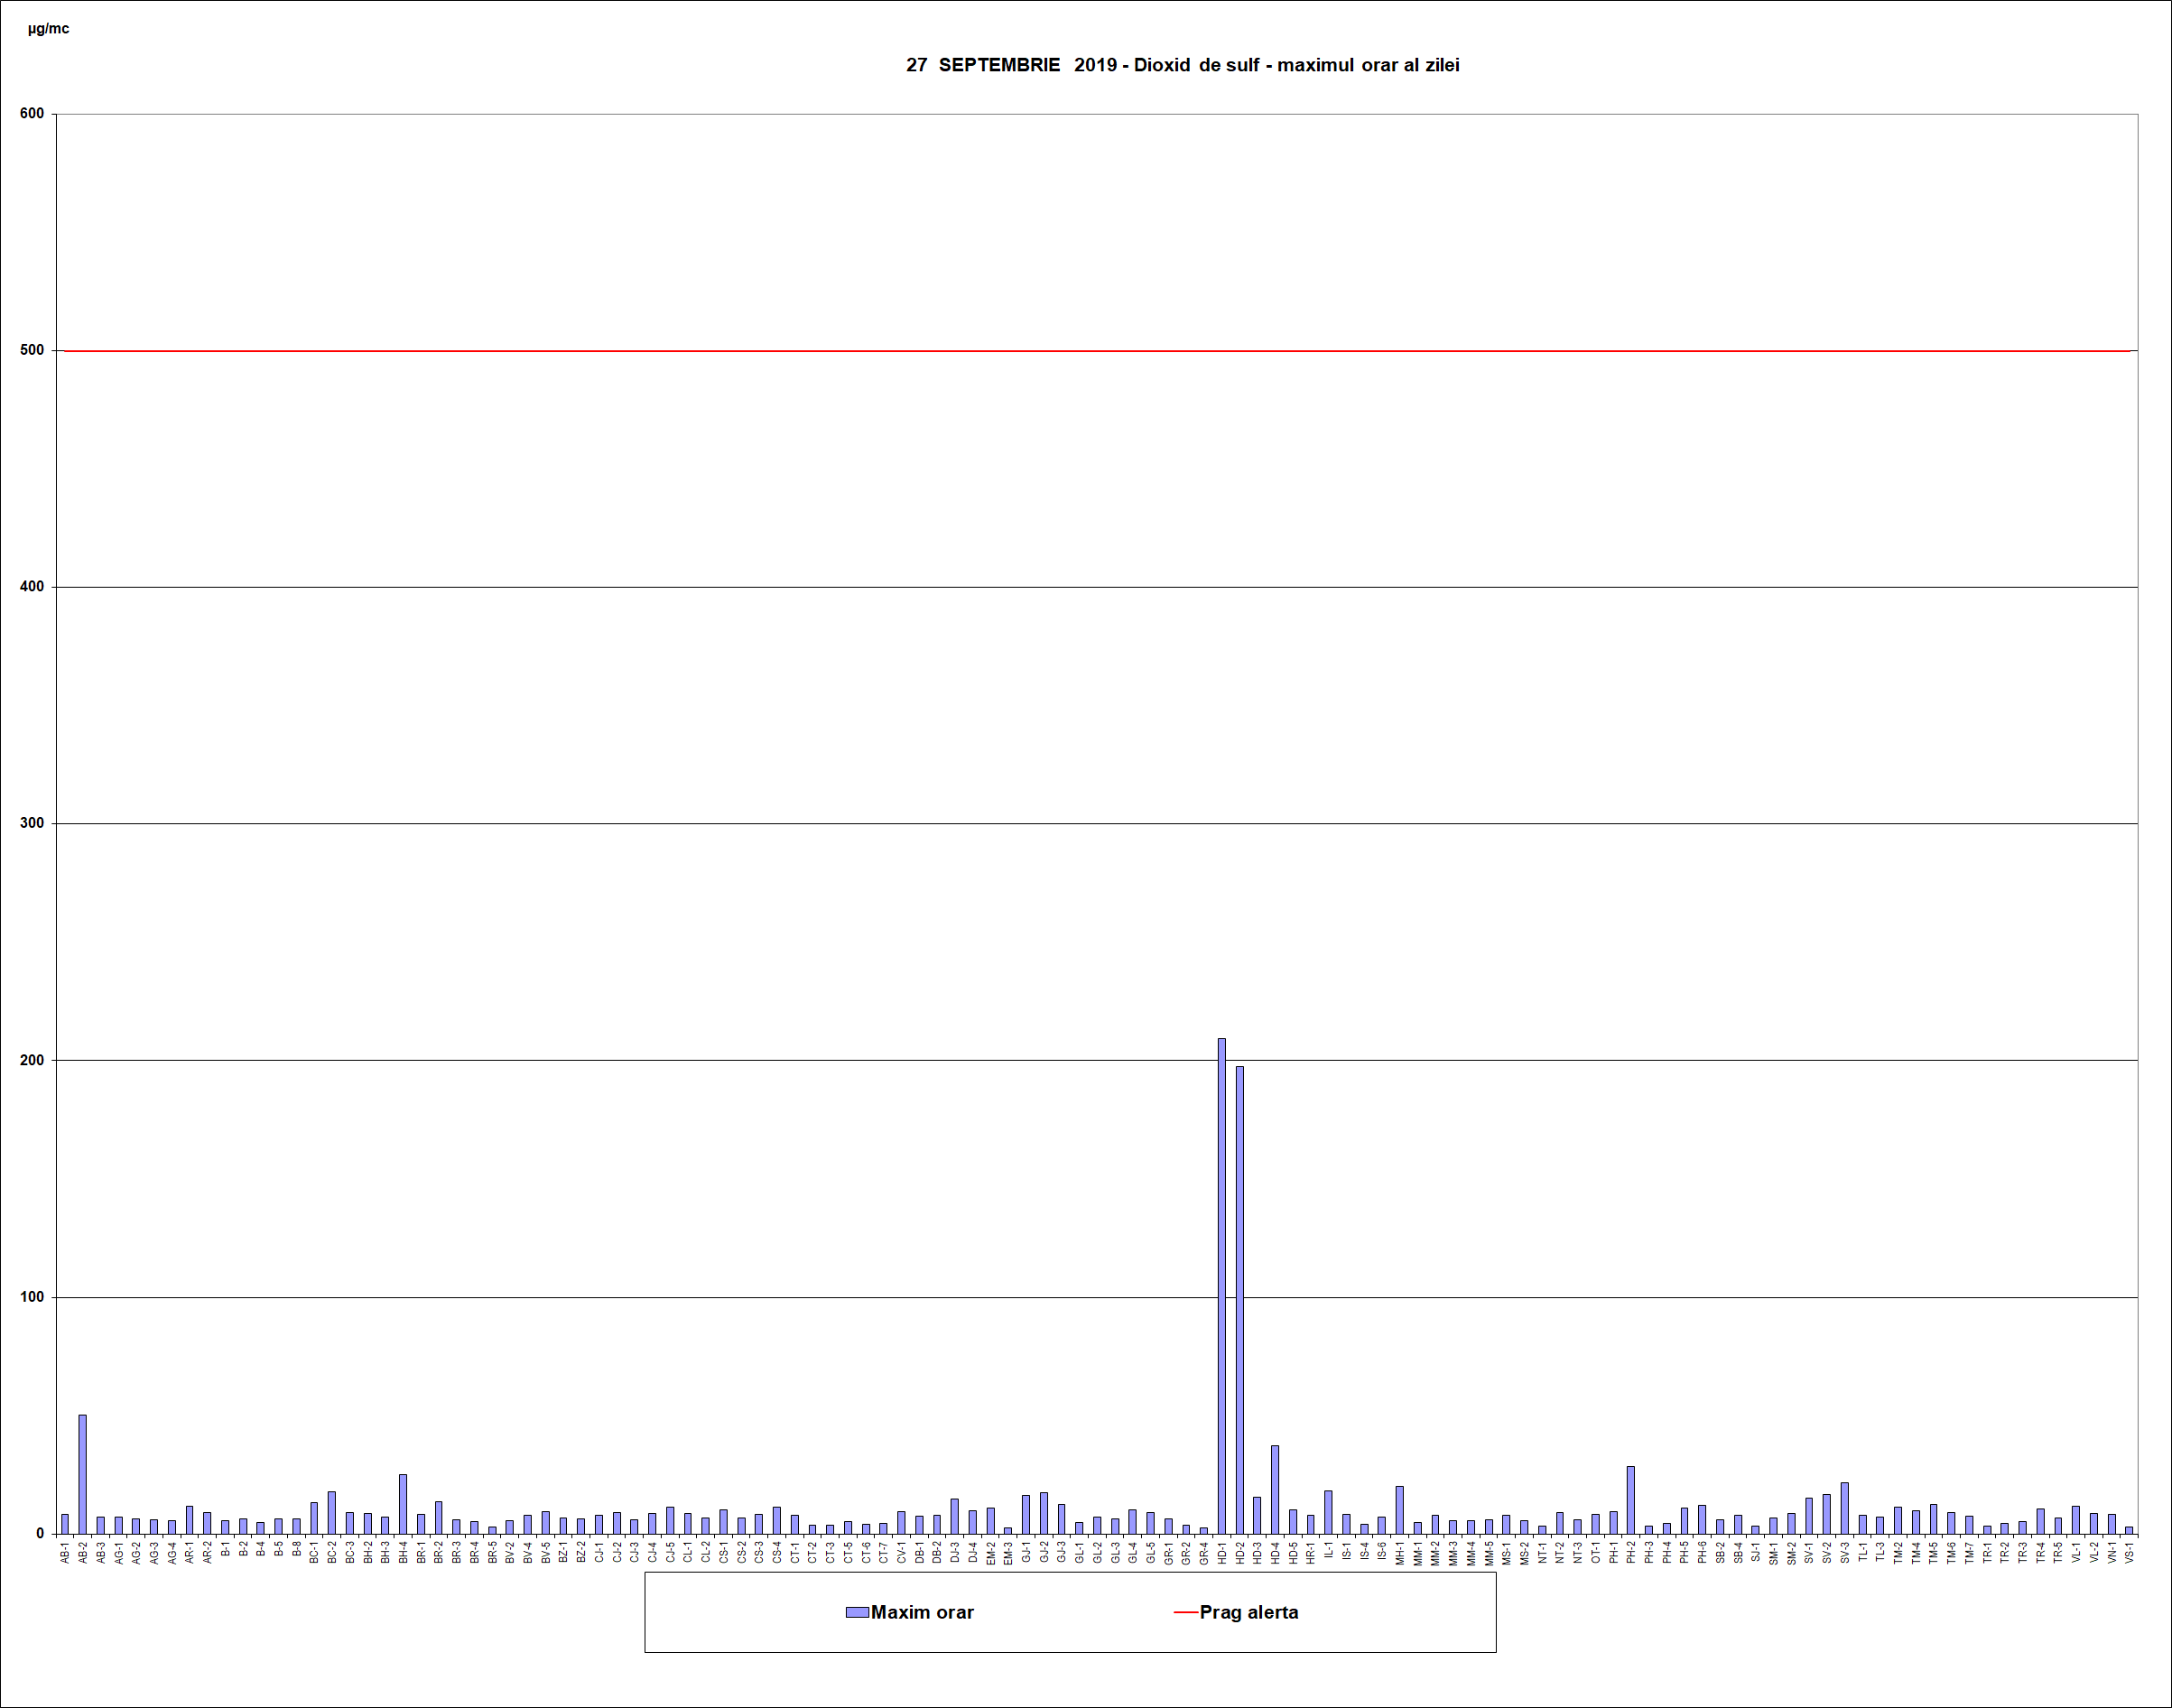 µg/mc
27 SEPTEMBRIE 2019 - Dioxid de sulf - maximul orar al zilei
600
500
400
300
200
100
0
AB-1
AB-2
AB-3
AG-1
AG-2
AG-3
AG-4
AR-1
AR-2
B-1
B-2
B-4
B-5
B-8
BC-1
BC-2
BC-3
BH-2
BH-3
BH-4
BR-1
BR-2
BR-3
BR-4
BR-5
BV-2
BV-4
BV-5
BZ-1
BZ-2
CJ-1
CJ-2
CJ-3
CJ-4
CJ-5
CL-1
CL-2
CS-1
CS-2
CS-3
CS-4
CT-1
CT-2
CT-3
CT-5
CT-6
CT-7
CV-1
DB-1
DB-2
DJ-3
DJ-4
EM-2
EM-3
GJ-1
GJ-2
GJ-3
GL-1
GL-2
GL-3
GL-4
GL-5
GR-1
GR-2
GR-4
HD-1
HD-2
HD-3
HD-4
HD-5
HR-1
IL-1
IS-1
IS-4
IS-6
MH-1
MM-1
MM-2
MM-3
MM-4
MM-5
MS-1
MS-2
NT-1
NT-2
NT-3
OT-1
PH-1
PH-2
PH-3
PH-4
PH-5
PH-6
SB-2
SB-4
SJ-1
SM-1
SM-2
SV-1
SV-2
SV-3
TL-1
TL-3
TM-2
TM-4
TM-5
TM-6
TM-7
TR-1
TR-2
TR-3
TR-4
TR-5
VL-1
VL-2
VN-1
VS-1
Maxim orar
Prag alerta